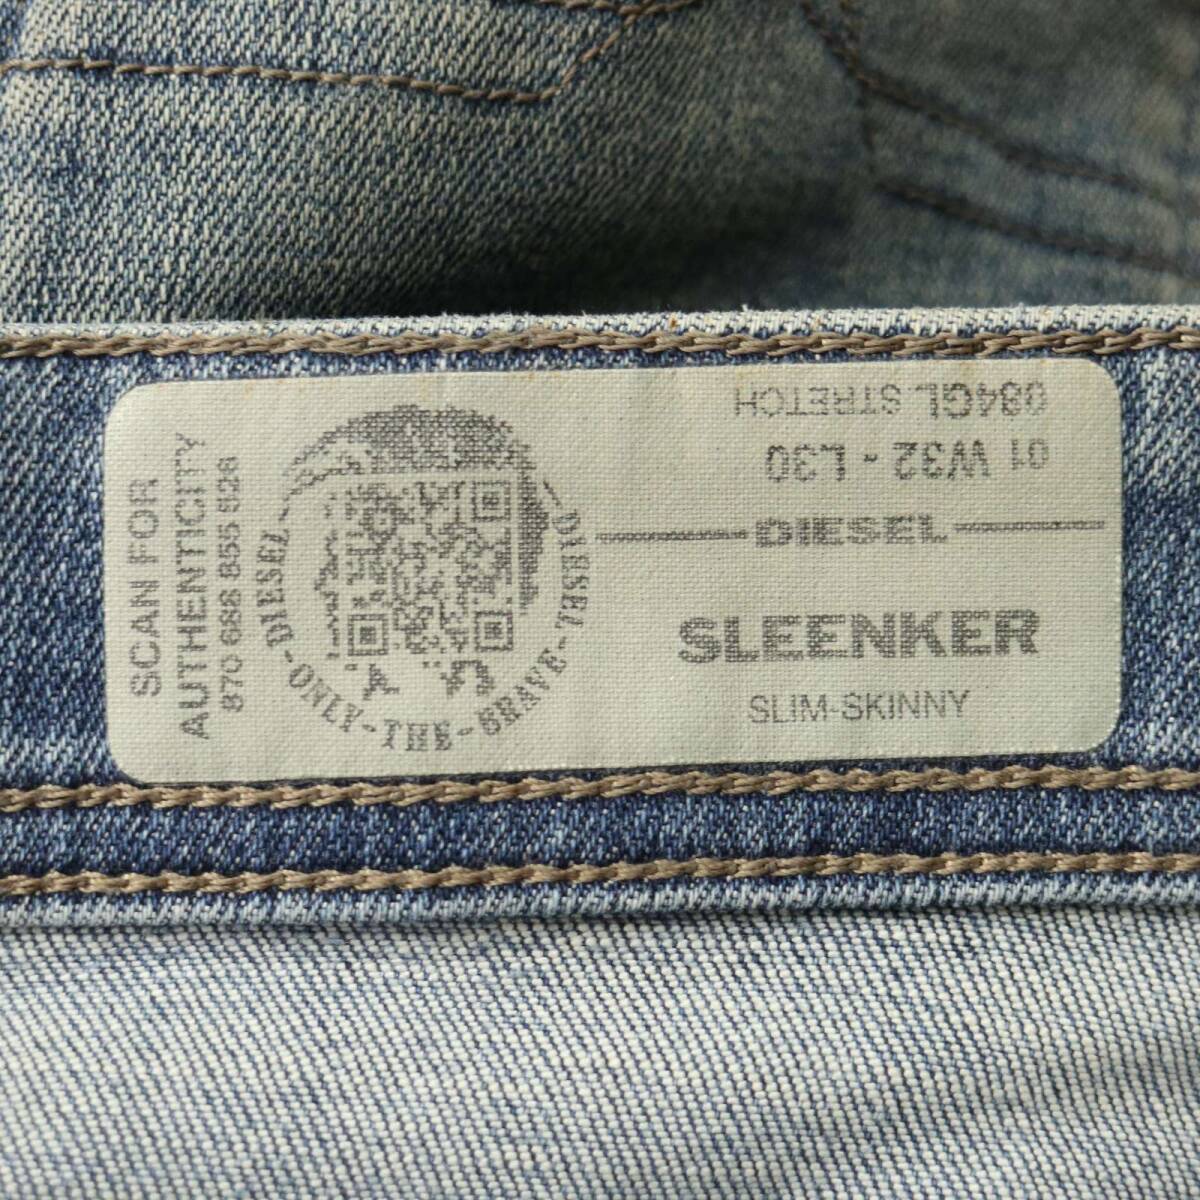 SCAN FOR
AUTHENTICITY
870 688 855 826
DIESEL-ONLY-THE-BRAVE-DIESEL
084GL STRETCH
01 W32 - L30
DIESEL
SLEENKER
SLIM-SKINNY